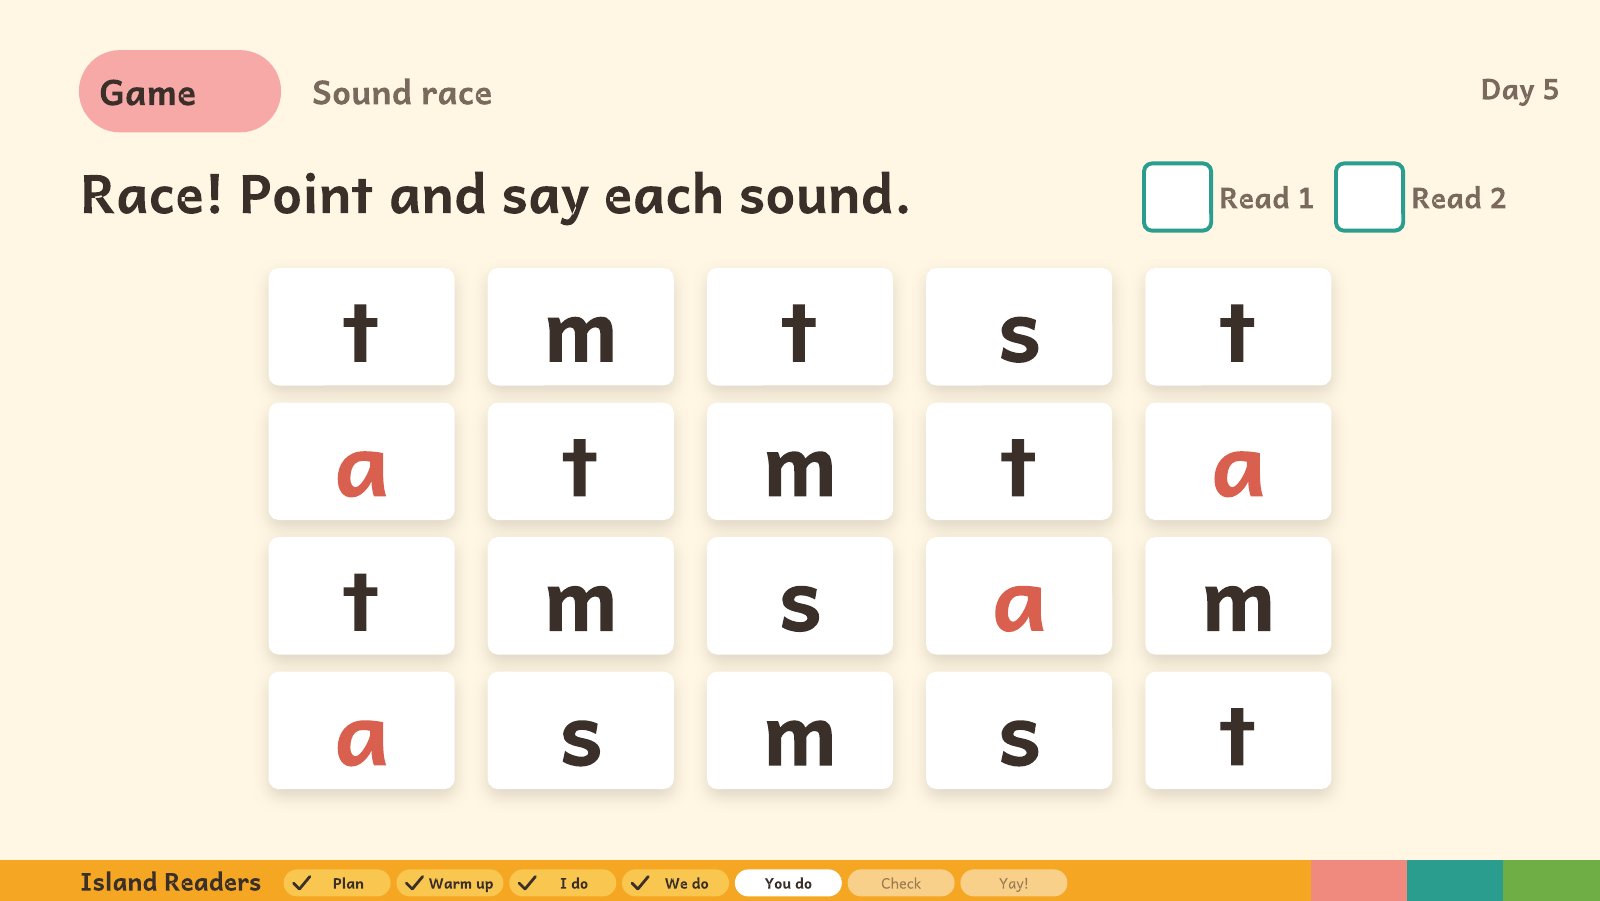 Game
Sound race
Day 5
Race! Point and say each sound.
Read 1
Read 2
t m t s t
a t m t a
t m s a m
a s m s t
Island Readers
Plan
Warm up
I do
We do
You do
Check
Yay!